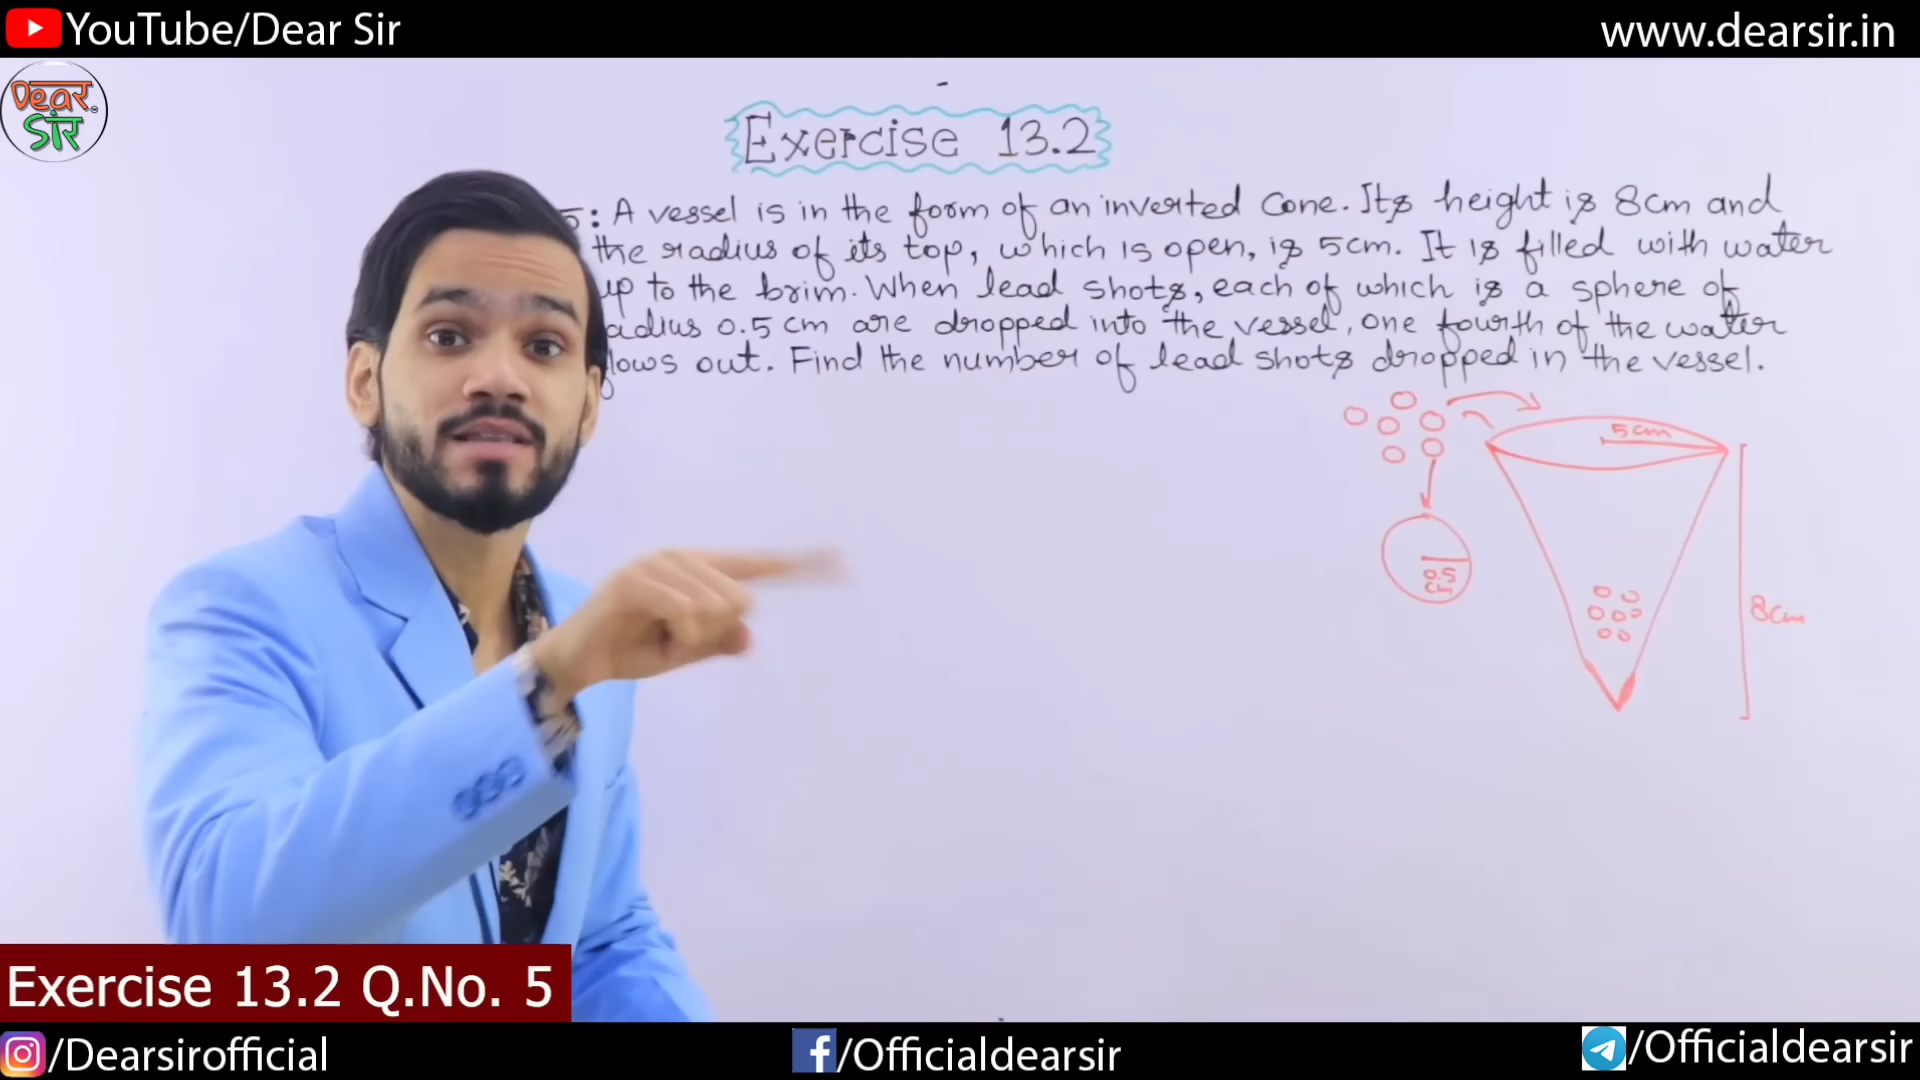 YouTube/Dear Sir
www.dearsir.in
Dear
सर
Exercise 13.2
5: A vessel is in the form of an inverted Cone. Its height is 8cm and
the radius of its top, which is open, is 5cm. It is filled with water
up to the brim. When lead shots, each of which is a sphere of
adius 0.5 cm are dropped into the vessel, one fourth of the water
lows out. Find the number of lead shots dropped in the vessel.
5cm
0.5
cm
8cm
Exercise 13.2 Q.No. 5
/Dearsirofficial
/Officialdearsir
/Officialdearsir